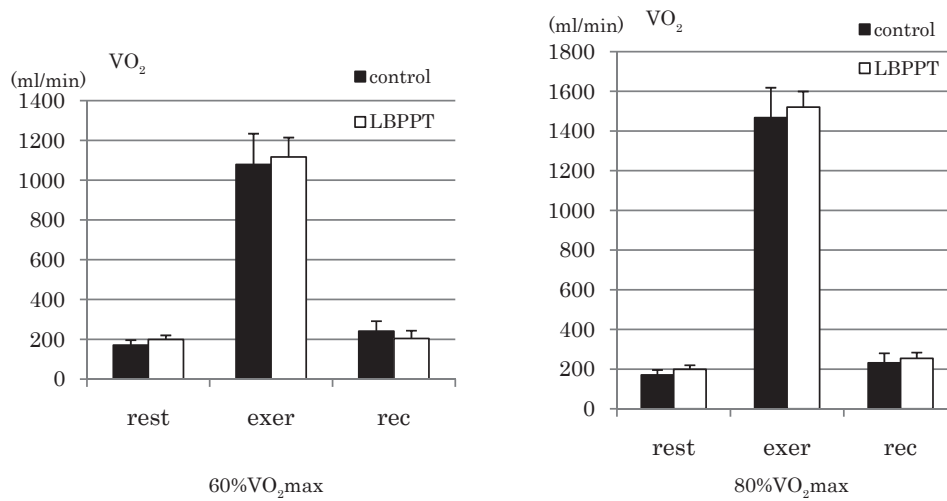 VO₂
(ml/min)
control
LBPPT
1400
1200
1000
800
600
400
200
0
rest exer rec
60%VO₂max
(ml/min) VO₂
control
LBPPT
1800
1600
1400
1200
1000
800
600
400
200
0
rest exer rec
80%VO₂max